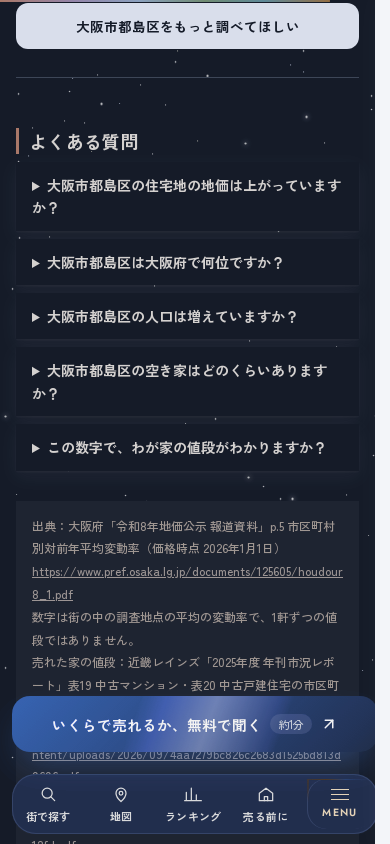 大阪市都島区をもっと調べてほしい
よくある質問
▶ 大阪市都島区の住宅地の地価は上がっています
か？
▶ 大阪市都島区は大阪府で何位ですか？
▶ 大阪市都島区の人口は増えていますか？
▶ 大阪市都島区の空き家はどのくらいあります
か？
▶ この数字で、わが家の値段がわかりますか？
出典：大阪府「令和8年地価公示 報道資料」p.5 市区町村
別対前年平均変動率（価格時点 2026年1月1日）
https://www.pref.osaka.lg.jp/documents/125605/houdour
8_1.pdf
数字は街の中の調査地点の平均の変動率で、1軒ずつの値
段ではありません。
売れた家の値段：近畿レインズ「2025年度 年刊市況レポ
ート」表19 中古マンション・表20 中古戸建住宅の市区町
いくらで売れるか、無料で聞く 約1分
街で探す 地図 ランキング 売る前に MENU